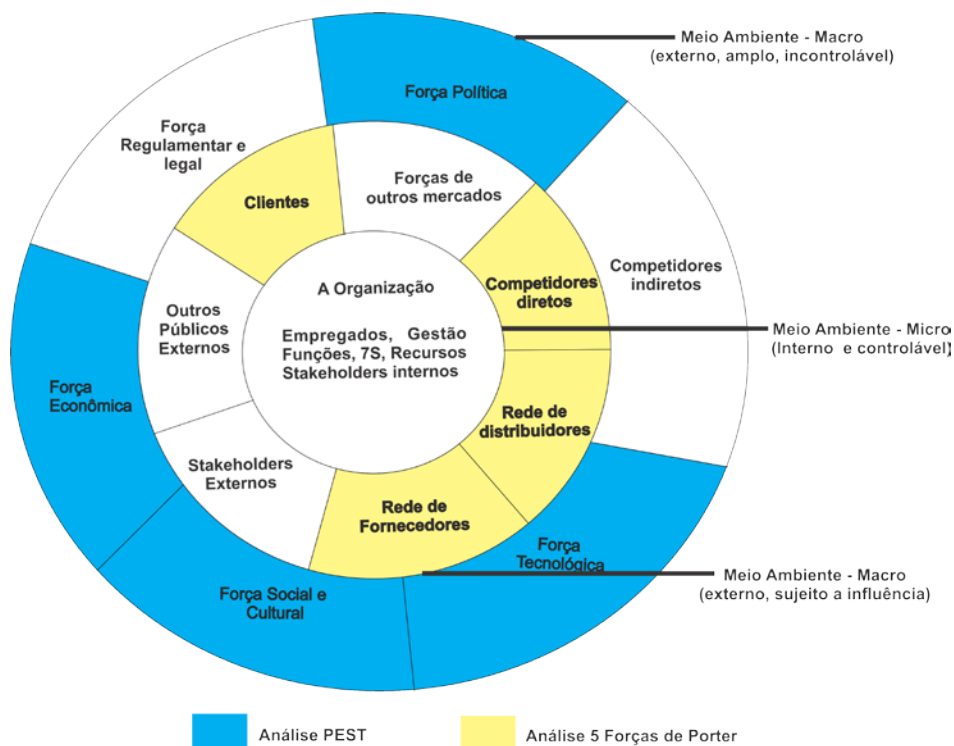 Meio Ambiente - Macro
(externo, amplo, incontrolável)
Força Política
Força
Regulamentar e
legal
Clientes
Forças de
outros mercados
Competidores
diretos
Competidores
indiretos
A Organização
Empregados, Gestão
Funções, 7S, Recursos
Stakeholders internos
Meio Ambiente - Micro
(Interno e controlável)
Outros
Públicos
Externos
Força
Econômica
Rede de
distribuidores
Stakeholders
Externos
Rede de
Fornecedores
Força
Tecnológica
Meio Ambiente - Macro
(externo, sujeito a influência)
Força Social e
Cultural
Análise PEST
Análise 5 Forças de Porter